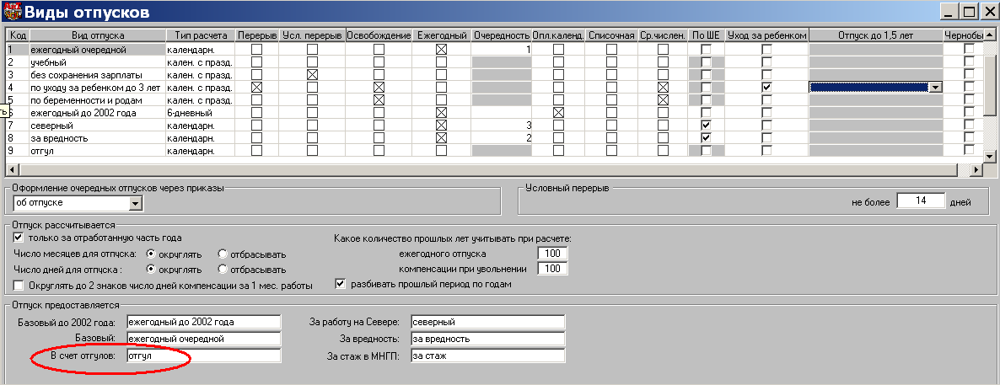 Виды отпусков
Код Вид отпуска Тип расчета Перерыв Усл. перерыв Освобождение Ежегодный Очередность Опл.календ. Списочная Ср.числен. По ШЕ Уход за ребенком Отпуск до 1,5 лет Чернобы
1 ежегодный очередной календарн. 1
2 учебный кален. с празд.
3 без сохранения зарплаты кален. с празд.
4 по уходу за ребенком до 3 лет кален. с празд.
5 по беременности и родам кален. с празд.
ть 6 ежегодный до 2002 года 6-дневный
7 северный календарн. 3
8 за вредность календарн. 2
9 отгул календарн.
Оформление очередных отпусков через приказы
об отпуске
Условный перерыв
не более 14 дней
Отпуск рассчитывается
только за отработанную часть года
Какое количество прошлых лет учитывать при расчете:
Число месяцев для отпуска: округлять отбрасывать
ежегодного отпуска 100
Число дней для отпуска : округлять отбрасывать
компенсации при увольнении 100
Округлять до 2 знаков число дней компенсации за 1 мес. работы
разбивать прошлый период по годам
Отпуск предоставляется
Базовый до 2002 года: ежегодный до 2002 года
За работу на Севере: северный
Базовый: ежегодный очередной
За вредность: за вредность
В счет отгулов: отгул
За стаж в МНГП: за стаж